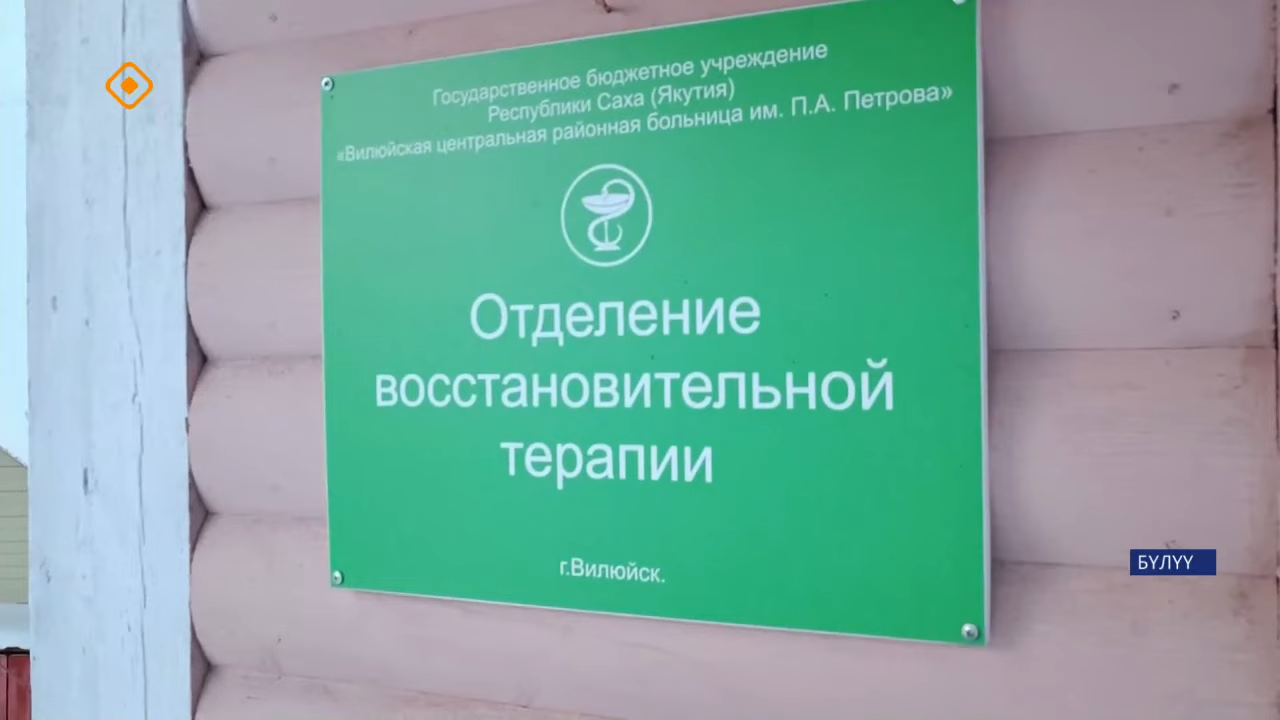 Государственное бюджетное учреждение
Республики Саха (Якутия)
«Вилюйская центральная районная больница им. П.А. Петрова»
Отделение
восстановительной
терапии
г.Вилюйск.
БҮЛҮҮ